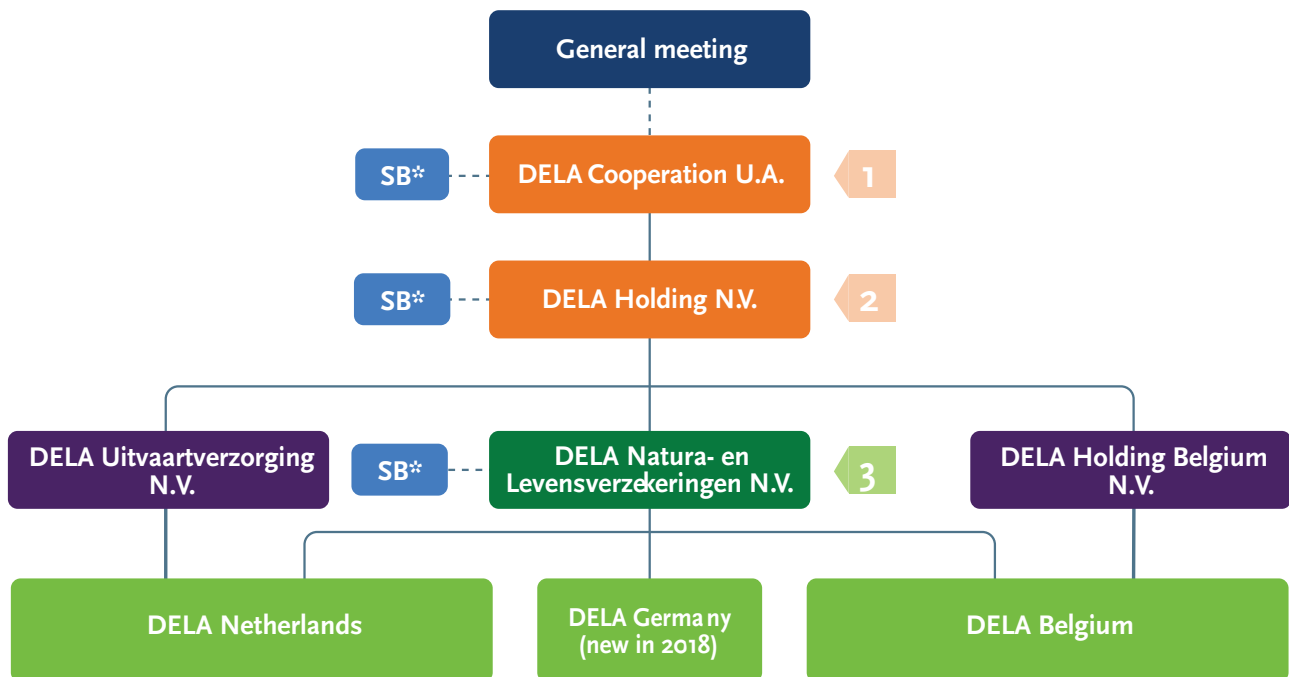 General meeting
SB*
DELA Cooperation U.A.
1
SB*
DELA Holding N.V.
2
DELA Uitvaartverzorging
N.V.
SB*
DELA Natura- en
Levensverzekeringen N.V.
3
DELA Holding Belgium
N.V.
DELA Netherlands
DELA Germany
(new in 2018)
DELA Belgium